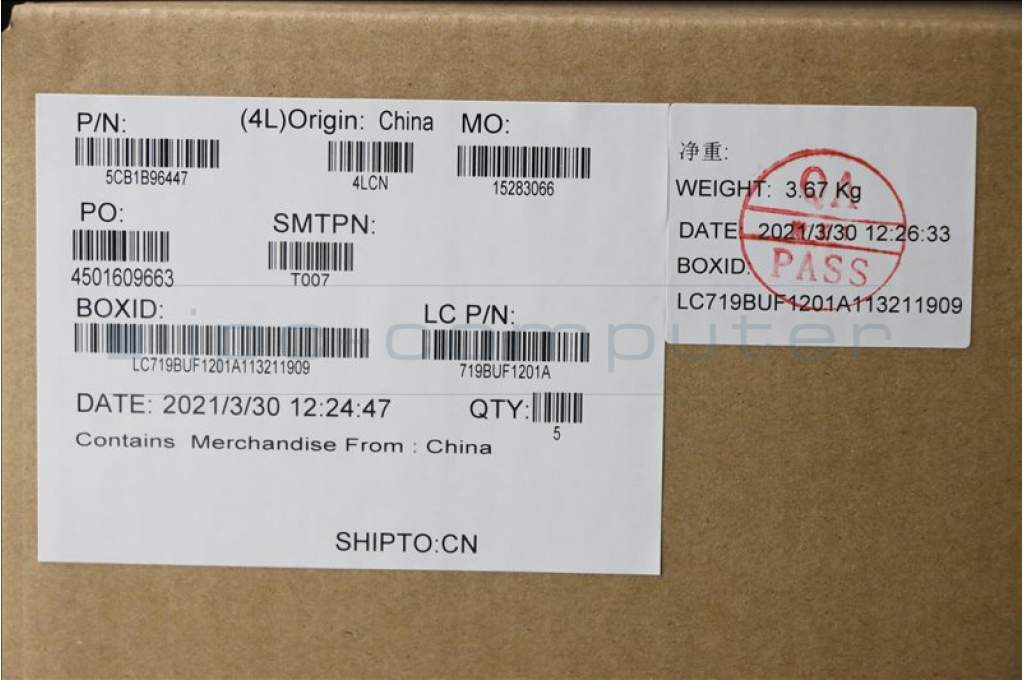 P/N:
5CB1B96447
(4L)Origin: China
4LCN
MO:
15283066
PO:
4501609663
SMTPN:
T007
BOXID:
LC719BUF1201A113211909
LC P/N:
719BUF1201A
DATE: 2021/3/30 12:24:47
QTY:
5
Contains Merchandise From : China
SHIPTO:CN
净重:
WEIGHT: 3.67 Kg
DATE: 2021/3/30 12:26:33
BOXID:
LC719BUF1201A113211909
QA
PASS
ipc-computer